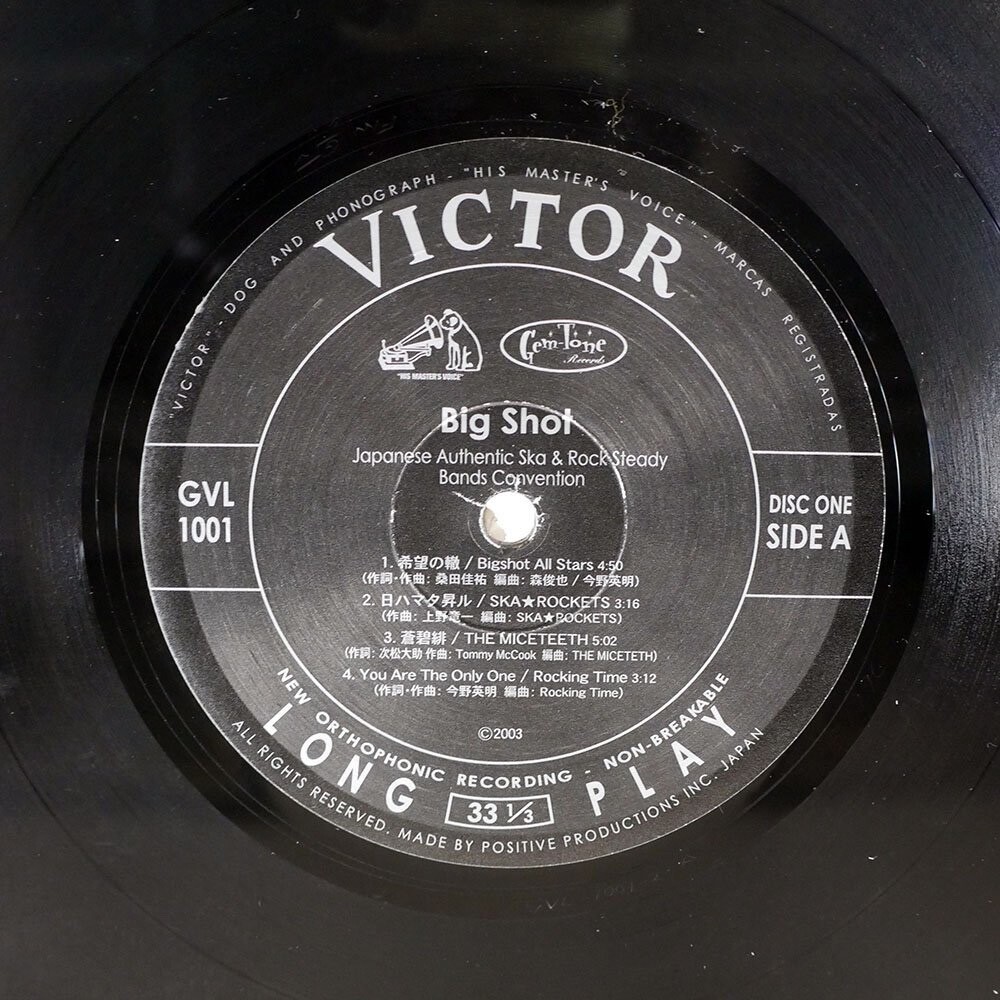 "VICTOR" - DOG AND PHONOGRAPH - "HIS MASTER'S VOICE" - MARCAS REGISTRADAS
VICTOR
"HIS MASTER'S VOICE"
Gem-Tone
Records
Big Shot
Japanese Authentic Ska & Rock Steady
Bands Convention
GVL
1001
DISC ONE
SIDE A
1. 希望の轍 / Bigshot All Stars 4:50
(作詞・作曲: 桑田佳祐 編曲: 森俊也 / 今野英明)
2. 日ハマタ昇ル / SKA★ROCKETS 3:16
(作曲: 上野竜一 編曲: SKA★ROCKETS)
3. 蒼碧緋 / THE MICETEETH 5:02
(作詞: 次松大助 作曲: Tommy McCook 編曲: THE MICETETH)
4. You Are The Only One / Rocking Time 3:12
(作詞・作曲: 今野英明 編曲: Rocking Time)
©2003
NEW ORTHOPHONIC RECORDING - NON-BREAKABLE
LONG PLAY
33 1/3
ALL RIGHTS RESERVED. MADE BY POSITIVE PRODUCTIONS INC. JAPAN